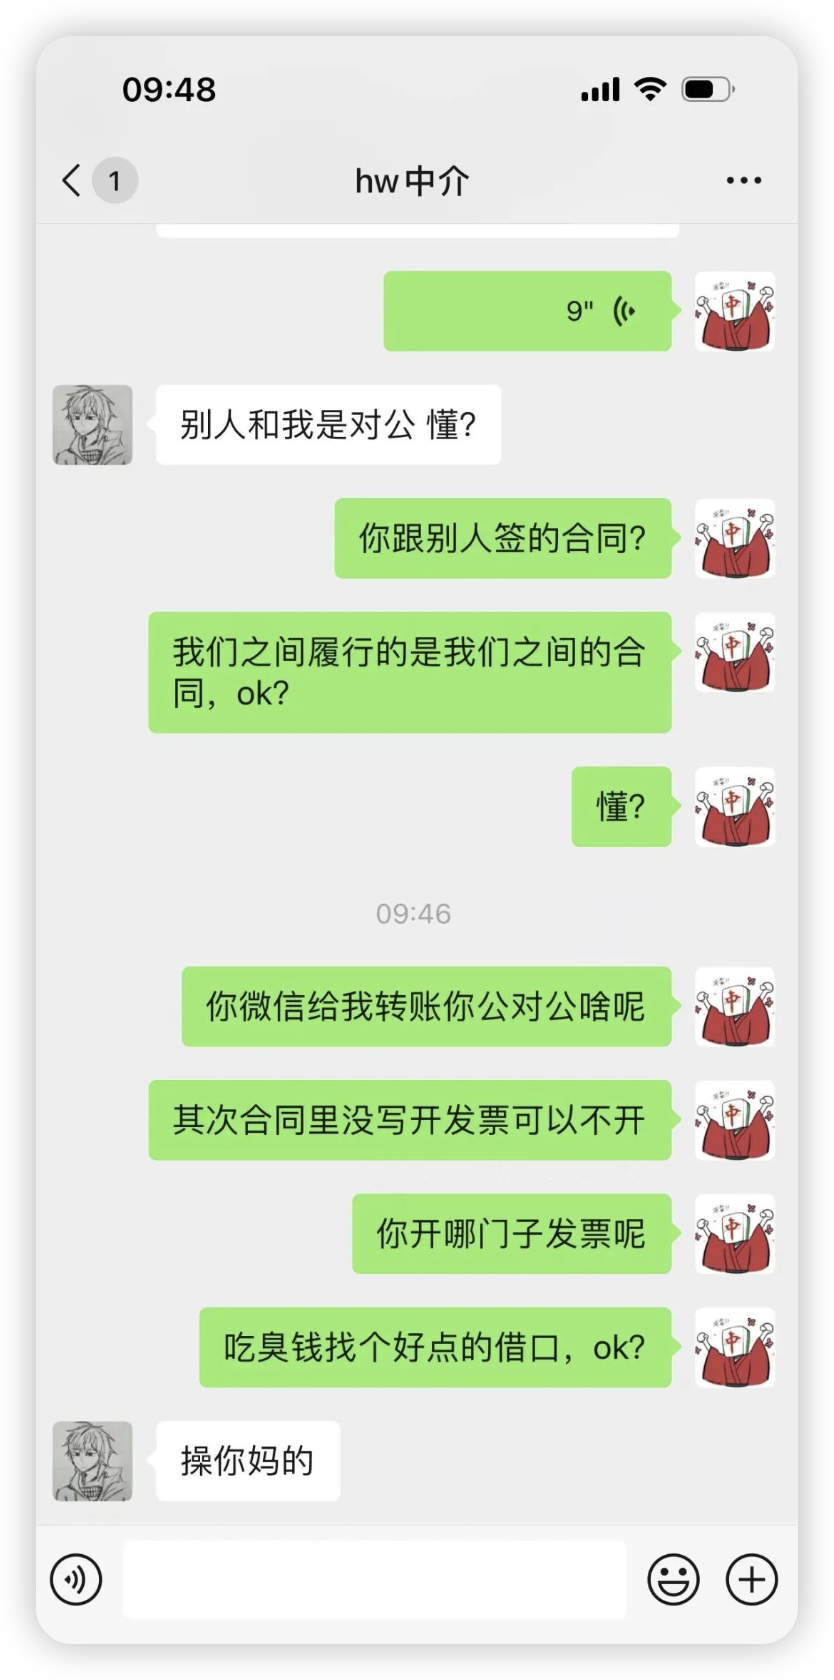 09:48
1
hw中介
9"
别人和我是对公 懂?
你跟别人签的合同?
我们之间履行的是我们之间的合
同，ok?
懂?
09:46
你微信给我转账你公对公啥呢
其次合同里没写开发票可以不开
你开哪门子发票呢
吃臭钱找个好点的借口，ok?
操你妈的